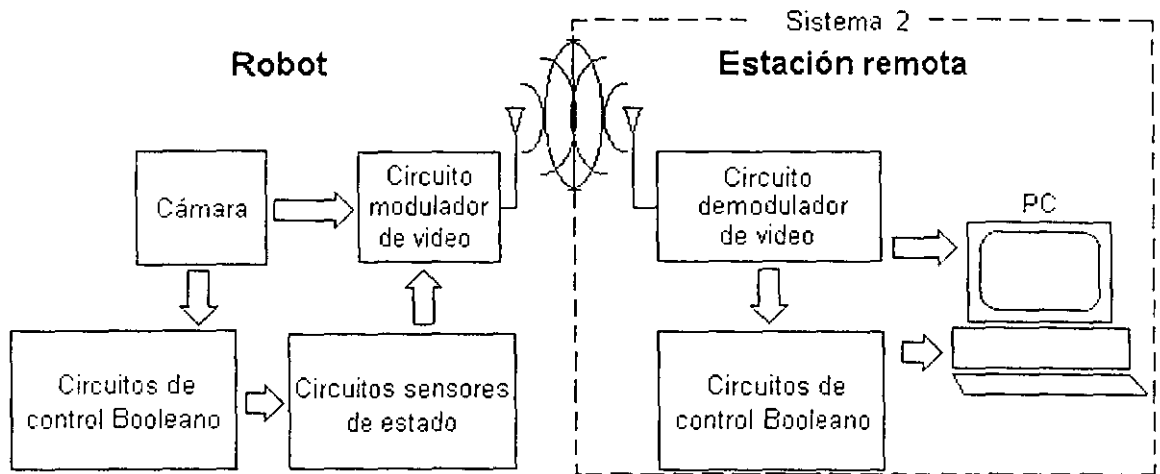 Sistema 2
Robot
Estación remota
Cámara
Circuito
modulador
de video
Circuito
demodulador
de video
PC
Circuitos de
control Booleano
Circuitos sensores
de estado
Circuitos de
control Booleano